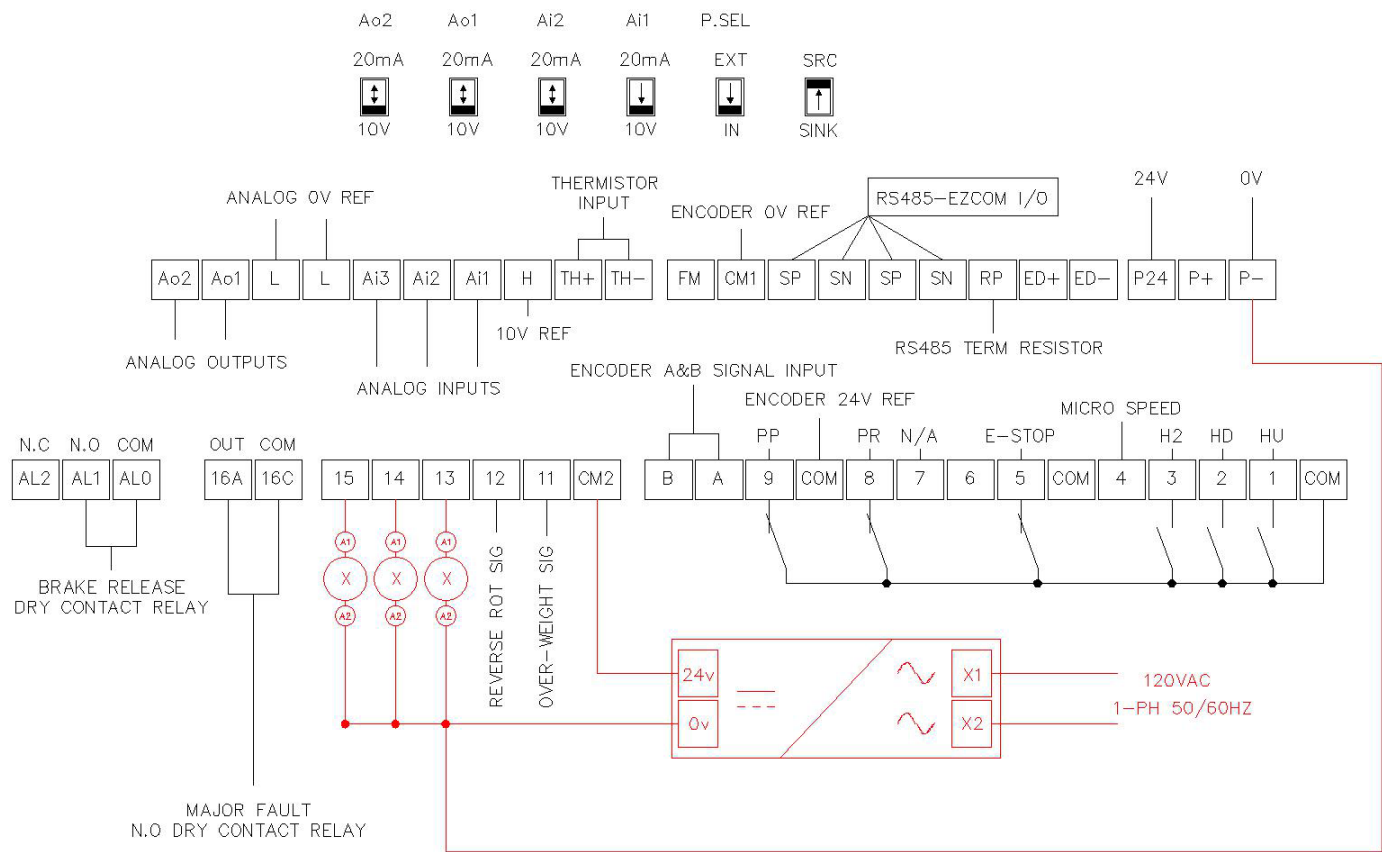 Ao2 Ao1 Ai2 Ai1 P.SEL
20mA 20mA 20mA 20mA EXT SRC
10V 10V 10V 10V IN SINK
ANALOG 0V REF
THERMISTOR
INPUT
ENCODER 0V REF
RS485-EZCOM I/O
24V 0V
Ao2 Ao1 L L Ai3 Ai2 Ai1 H TH+ TH- FM CM1 SP SN SP SN RP ED+ ED- P24 P+ P-
10V REF
ANALOG OUTPUTS
ANALOG INPUTS
RS485 TERM RESISTOR
ENCODER A&B SIGNAL INPUT
ENCODER 24V REF
MICRO SPEED
N.C N.O COM OUT COM PP PR N/A E-STOP H2 HD HU
AL2 AL1 AL0 16A 16C 15 14 13 12 11 CM2 B A 9 COM 8 7 6 5 COM 4 3 2 1 COM
A1 A1 A1
X X X
A2 A2 A2
REVERSE ROT SIG
OVER-WEIGHT SIG
BRAKE RELEASE
DRY CONTACT RELAY
24v X1
0v X2
120VAC
1-PH 50/60HZ
MAJOR FAULT
N.O DRY CONTACT RELAY